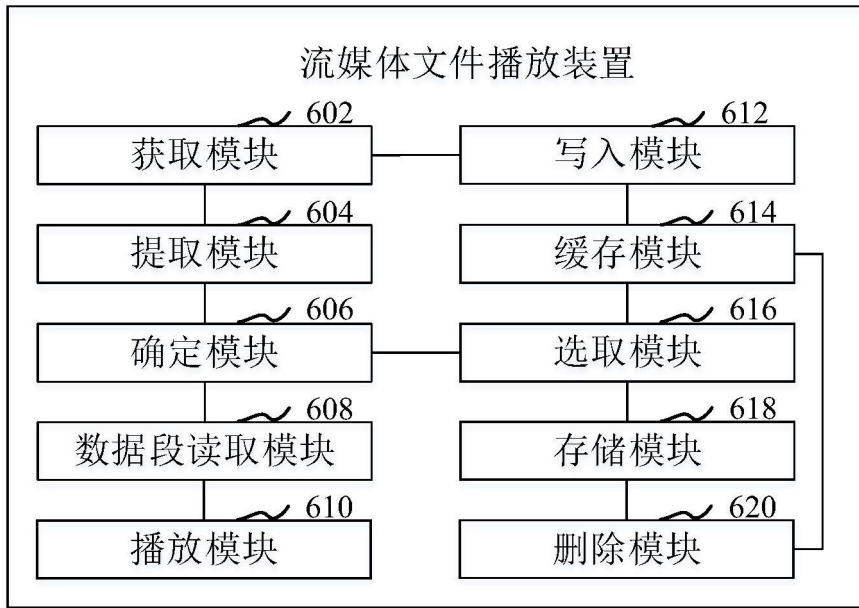 流媒体文件播放装置
602
获取模块
612
写入模块
604
提取模块
614
缓存模块
606
确定模块
616
选取模块
608
数据段读取模块
618
存储模块
610
播放模块
620
删除模块